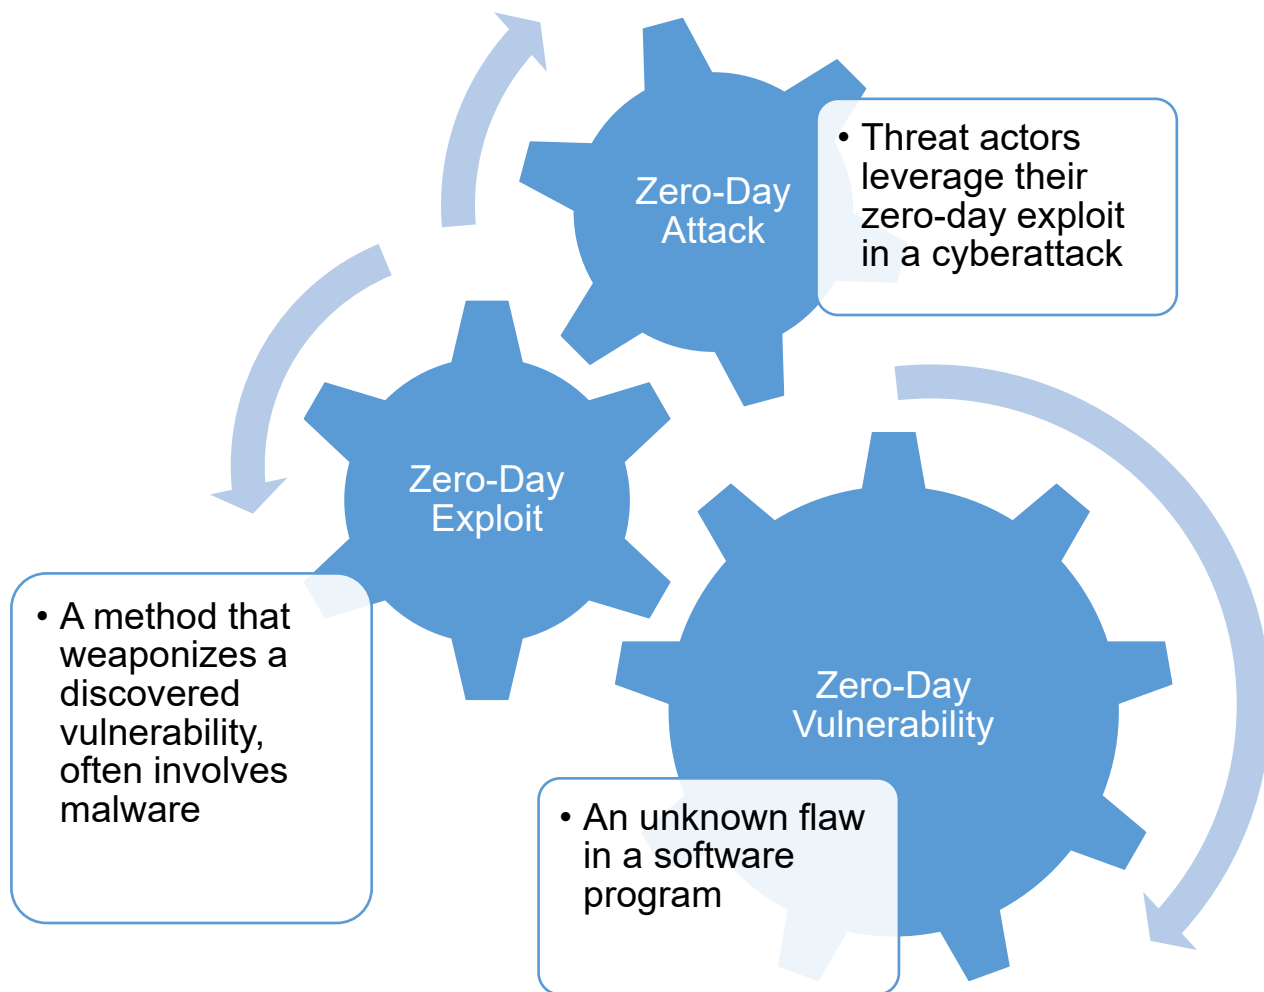 Zero-Day
Attack
• Threat actors
leverage their
zero-day exploit
in a cyberattack
Zero-Day
Exploit
• A method that
weaponizes a
discovered
vulnerability,
often involves
malware
Zero-Day
Vulnerability
• An unknown flaw
in a software
program